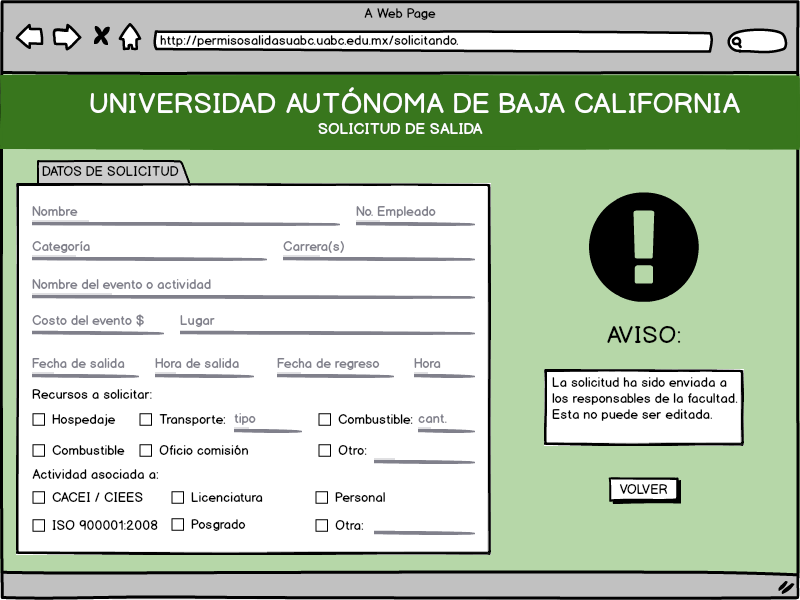 A Web Page
http://permisosalidasuabc.uabc.edu.mx/solicitando.
UNIVERSIDAD AUTÓNOMA DE BAJA CALIFORNIA
SOLICITUD DE SALIDA
DATOS DE SOLICITUD
Nombre No. Empleado
Categoría Carrera(s)
Nombre del evento o actividad
Costo del evento $ Lugar
Fecha de salida Hora de salida Fecha de regreso Hora
Recursos a solicitar:
Hospedaje Transporte: tipo Combustible: cant.
Combustible Oficio comisión Otro:
Actividad asociada a:
CACEI / CIEES Licenciatura Personal
ISO 900001:2008 Posgrado Otra:
AVISO:
La solicitud ha sido enviada a
los responsables de la facultad.
Esta no puede ser editada.
VOLVER